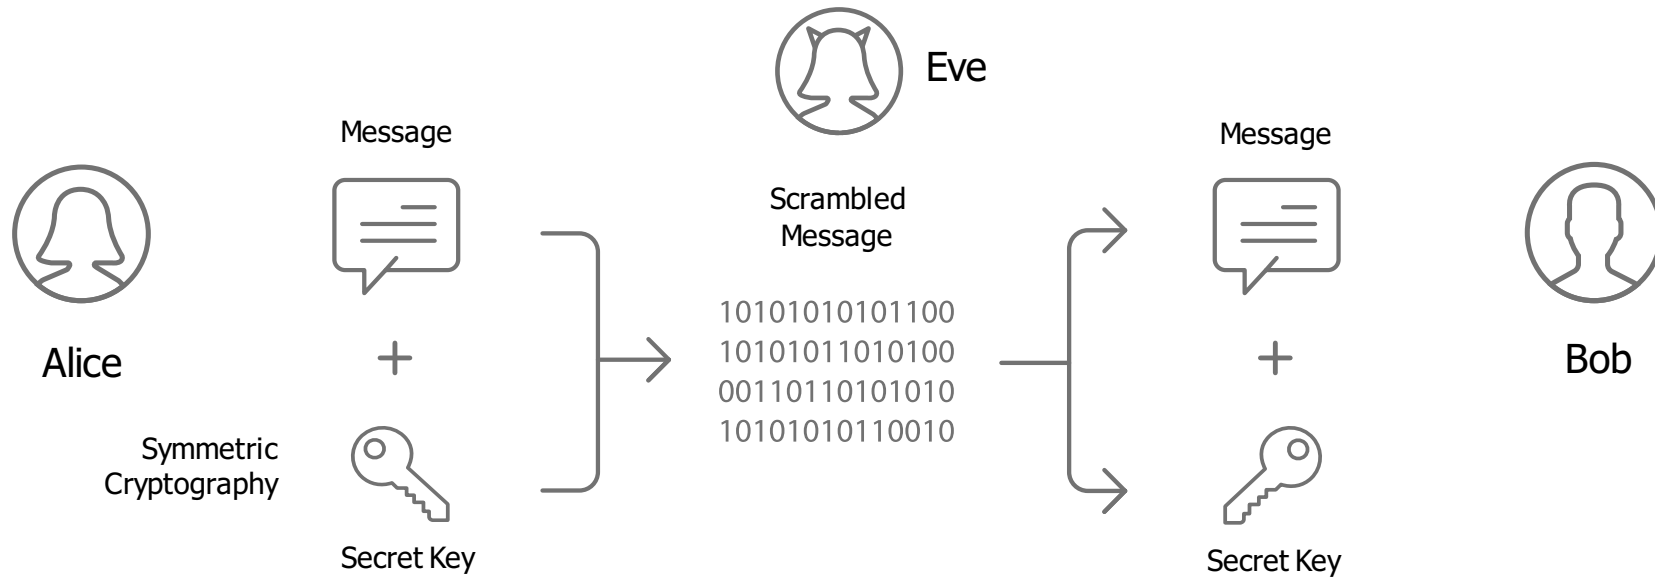 Eve
Message
Message
Scrambled
Message
10101010101100
10101011010100
00110110101010
10101010110010
Alice
+
+
Bob
Symmetric
Cryptography
Secret Key
Secret Key